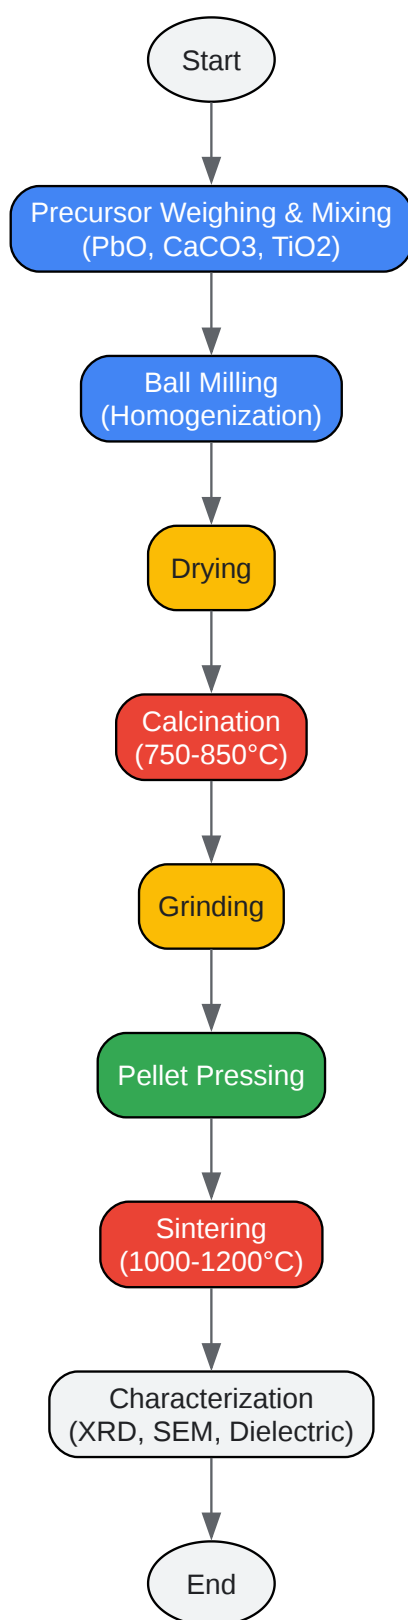 Start
Precursor Weighing & Mixing
(PbO, CaCO3, TiO2)
Ball Milling
(Homogenization)
Drying
Calcination
(750-850°C)
Grinding
Pellet Pressing
Sintering
(1000-1200°C)
Characterization
(XRD, SEM, Dielectric)
End